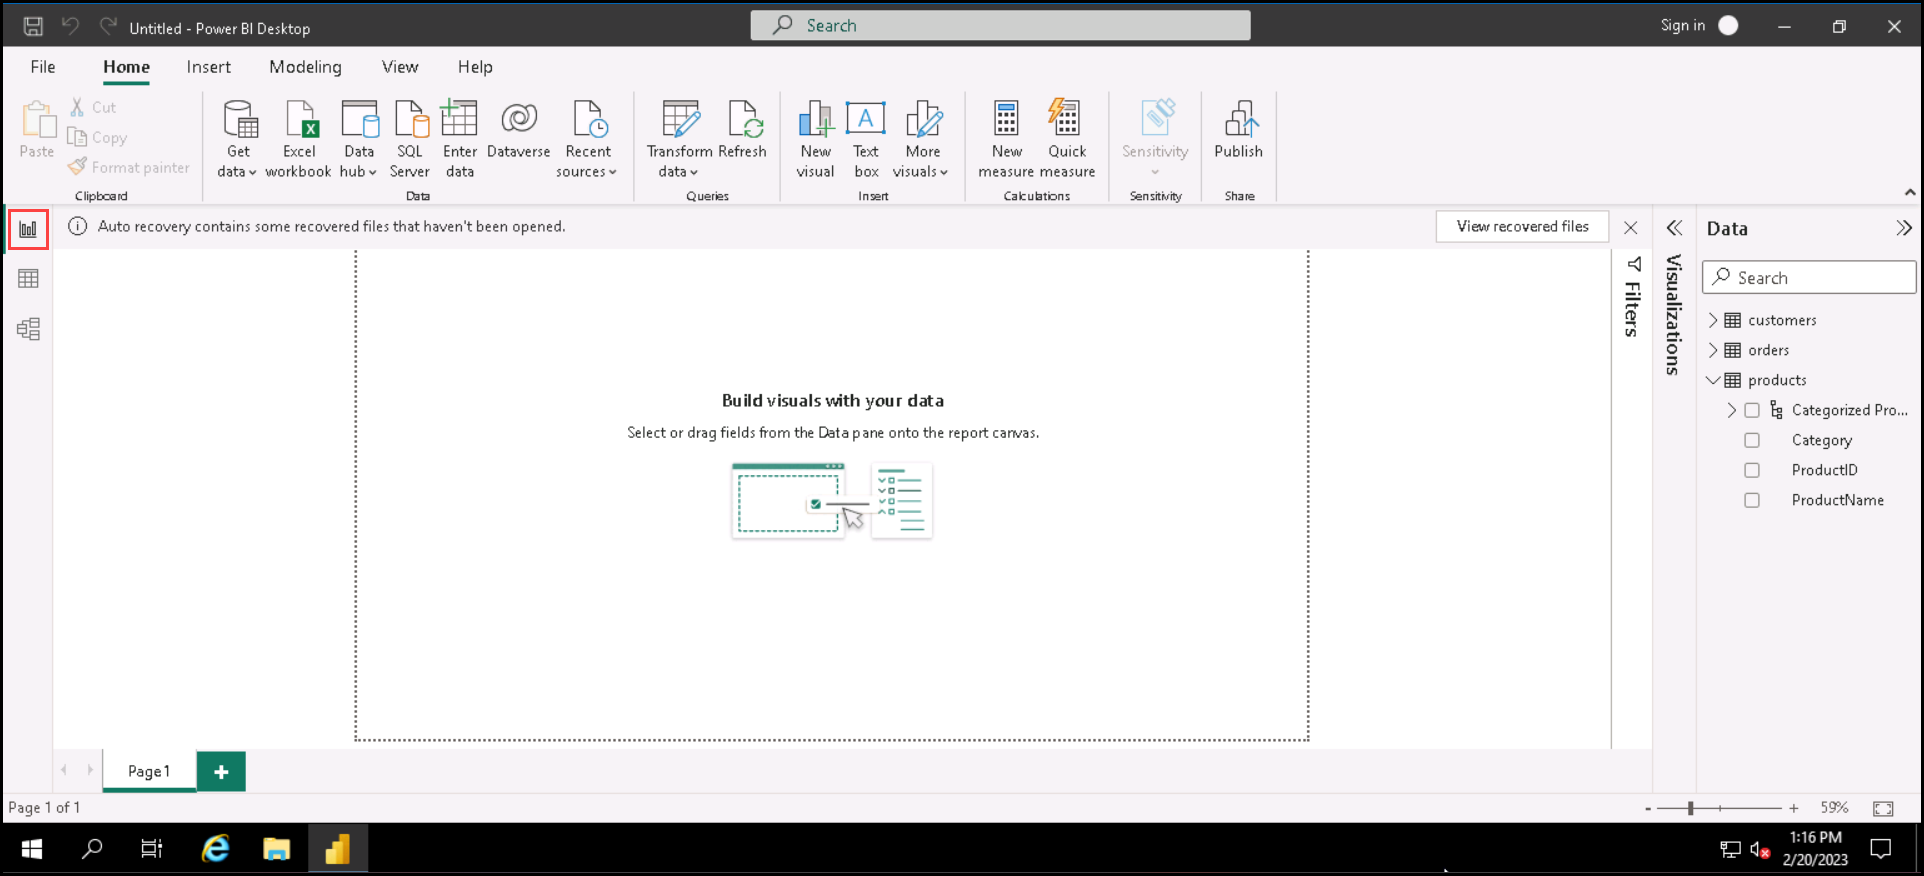 Untitled - Power BI Desktop
Search
Sign in
File Home Insert Modeling View Help
Paste
Cut
Copy
Format painter
Clipboard
Get data
Excel workbook
Data hub
SQL Server
Enter data
Dataverse
Recent sources
Data
Transform data
Refresh
Queries
New visual
Text box
More visuals
Insert
New measure
Quick measure
Calculations
Sensitivity
Sensitivity
Publish
Share
Auto recovery contains some recovered files that haven't been opened.
View recovered files
Filters
Visualizations
Data
Search
customers
orders
products
Categorized Pro...
Category
ProductID
ProductName
Build visuals with your data
Select or drag fields from the Data pane onto the report canvas.
Page 1
Page 1 of 1
- + 59%
1:16 PM
2/20/2023